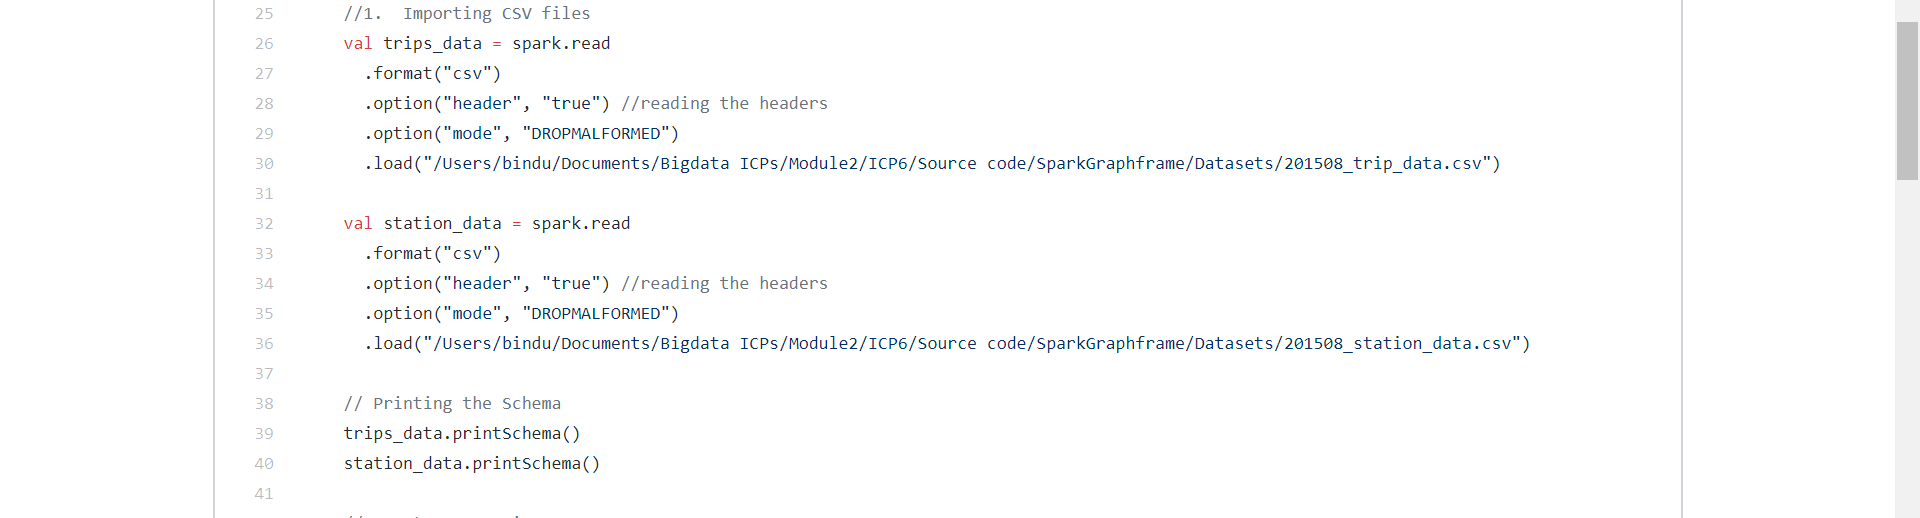 25 //1.  Importing CSV files
26 val trips_data = spark.read
27 .format("csv")
28 .option("header", "true") //reading the headers
29 .option("mode", "DROPMALFORMED")
30 .load("/Users/bindu/Documents/Bigdata ICPs/Module2/ICP6/Source code/SparkGraphframe/Datasets/201508_trip_data.csv")
31
32 val station_data = spark.read
33 .format("csv")
34 .option("header", "true") //reading the headers
35 .option("mode", "DROPMALFORMED")
36 .load("/Users/bindu/Documents/Bigdata ICPs/Module2/ICP6/Source code/SparkGraphframe/Datasets/201508_station_data.csv")
37
38 // Printing the Schema
39 trips_data.printSchema()
40 station_data.printSchema()
41